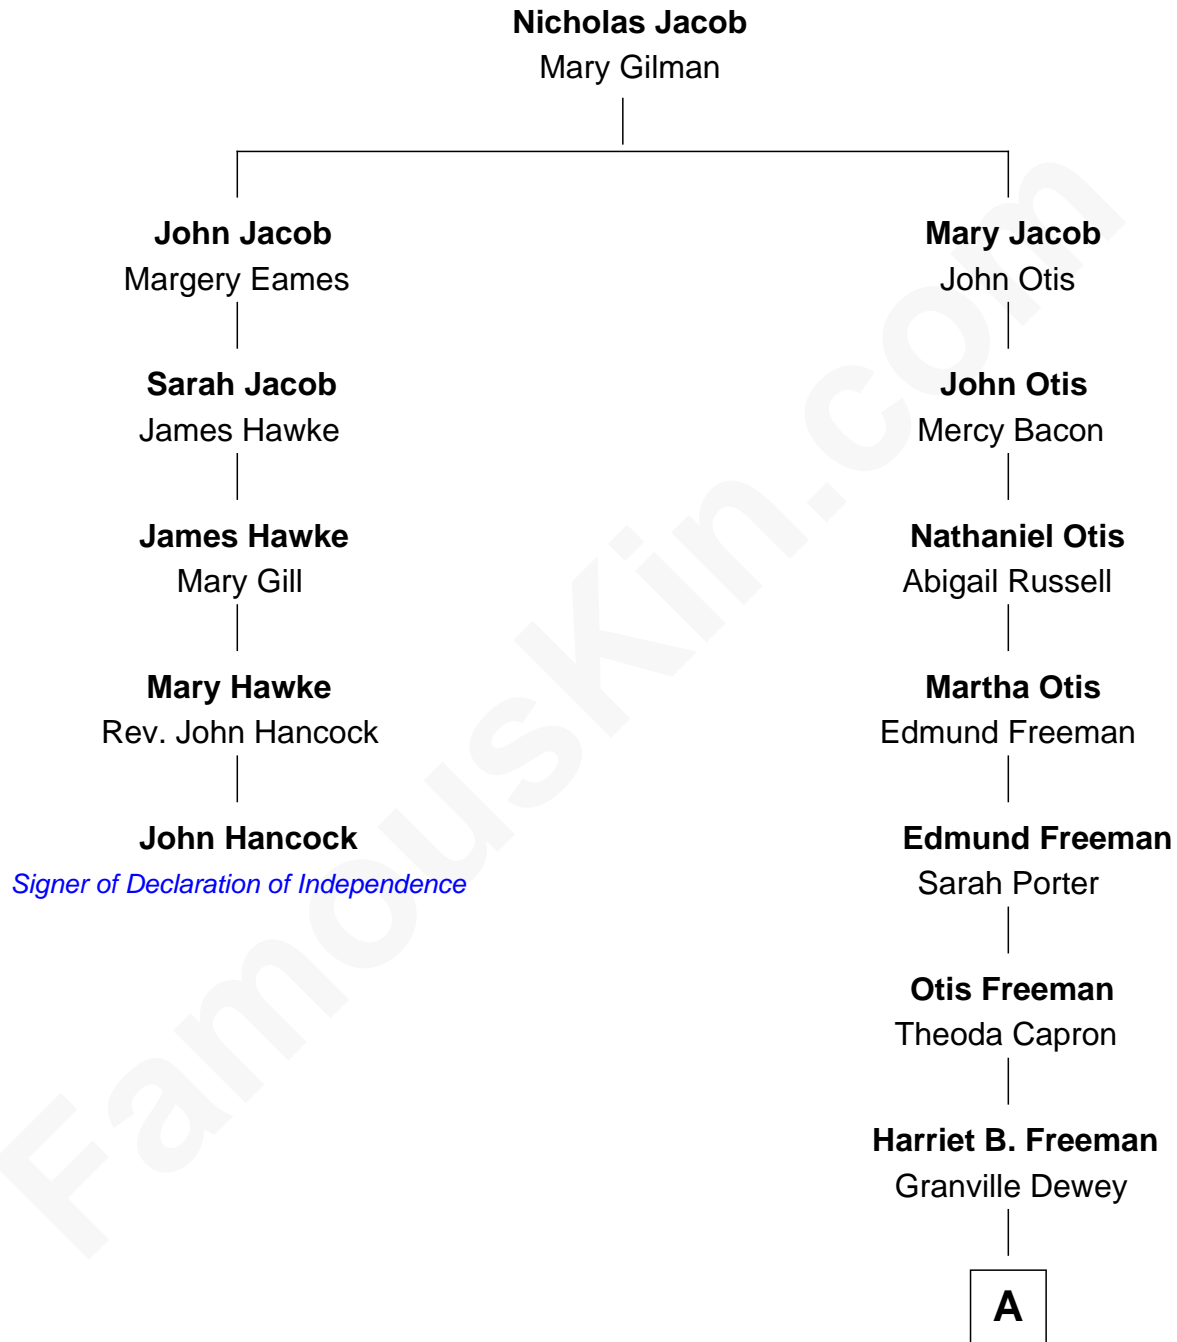 Nicholas Jacob
Mary Gilman
John Jacob
Margery Eames
Mary Jacob
John Otis
Sarah Jacob
James Hawke
John Otis
Mercy Bacon
James Hawke
Mary Gill
Nathaniel Otis
Abigail Russell
Mary Hawke
Rev. John Hancock
Martha Otis
Edmund Freeman
John Hancock
Signer of Declaration of Independence
Edmund Freeman
Sarah Porter
Otis Freeman
Theoda Capron
Harriet B. Freeman
Granville Dewey
A
FamousKin.com